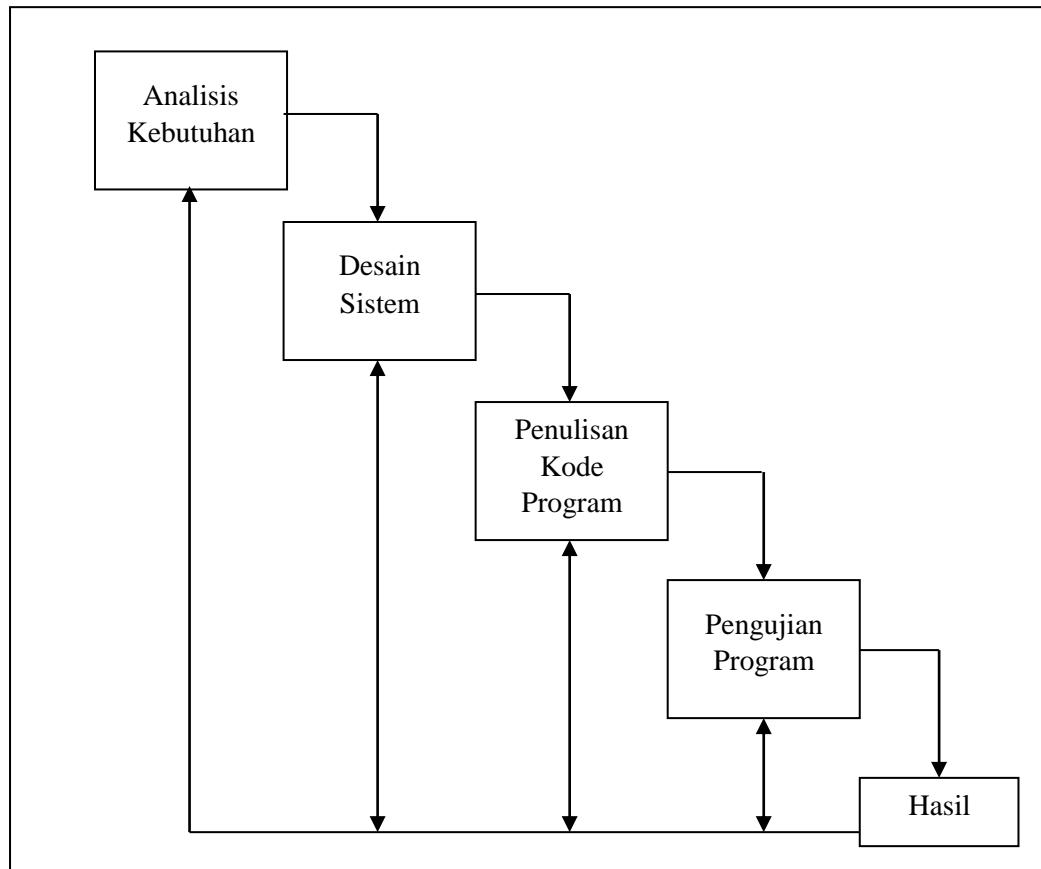 Analisis
Kebutuhan
Desain
Sistem
Penulisan
Kode
Program
Pengujian
Program
Hasil